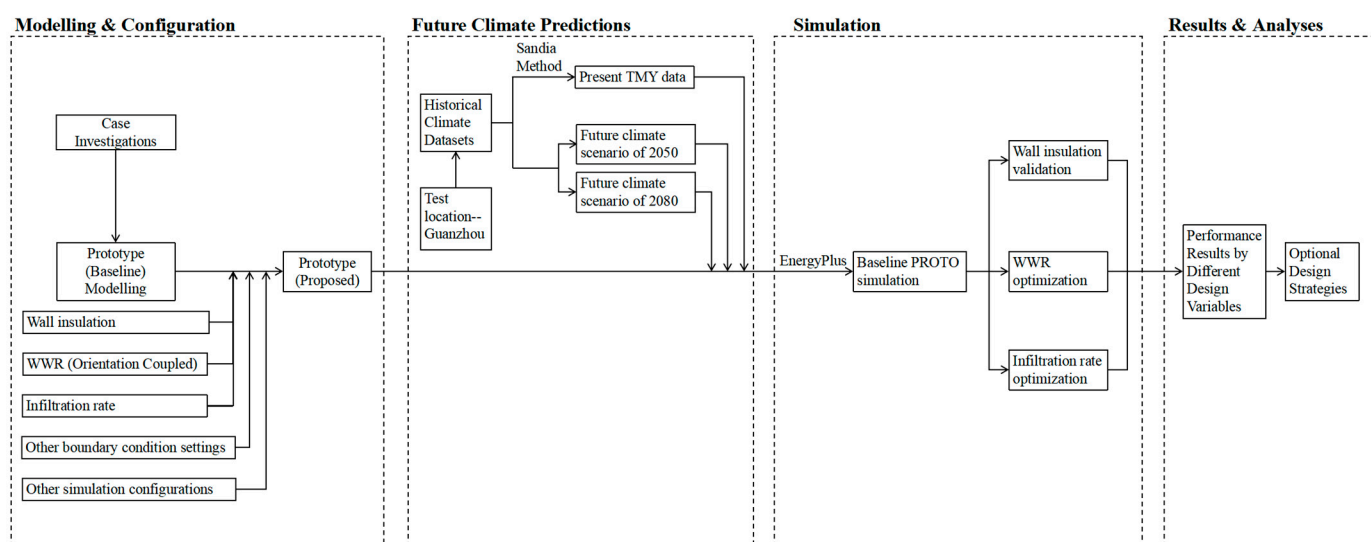 Modelling & Configuration
Case
Investigations
Prototype
(Baseline)
Modelling
Prototype
(Proposed)
Wall insulation
WWR (Orientation Coupled)
Infiltration rate
Other boundary condition settings
Other simulation configurations
Future Climate Predictions
Sandia
Method
Present TMY data
Historical
Climate
Datasets
Future climate
scenario of 2050
Future climate
scenario of 2080
Test
location--
Guanzhou
Simulation
EnergyPlus
Baseline PROTO
simulation
Wall insulation
validation
WWR
optimization
Infiltration rate
optimization
Results & Analyses
Performance
Results by
Different
Design
Variables
Optional
Design
Strategies